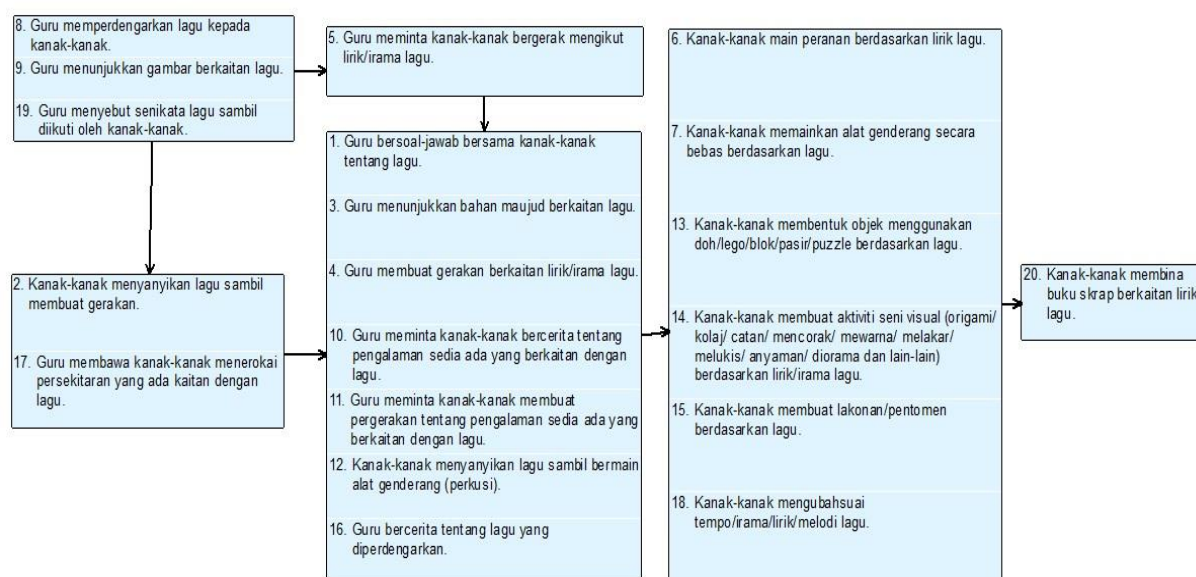 8. Guru memperdengarkan lagu kepada
kanak-kanak.
9. Guru menunjukkan gambar berkaitan lagu.
19. Guru menyebut senikata lagu sambil
diikuti oleh kanak-kanak.
2. Kanak-kanak menyanyikan lagu sambil
membuat gerakan.
17. Guru membawa kanak-kanak menerokai
persekitaran yang ada kaitan dengan
lagu.
5. Guru meminta kanak-kanak bergerak mengikut
lirik/irama lagu.
1. Guru bersoal-jawab bersama kanak-kanak
tentang lagu.
3. Guru menunjukkan bahan maujud berkaitan lagu.
4. Guru membuat gerakan berkaitan lirik/irama lagu.
10. Guru meminta kanak-kanak bercerita tentang
pengalaman sedia ada yang berkaitan dengan
lagu.
11. Guru meminta kanak-kanak membuat
pergerakan tentang pengalaman sedia ada yang
berkaitan dengan lagu.
12. Kanak-kanak menyanyikan lagu sambil bermain
alat genderang (perkusi).
16. Guru bercerita tentang lagu yang
diperdengarkan.
6. Kanak-kanak main peranan berdasarkan lirik lagu.
7. Kanak-kanak memainkan alat genderang secara
bebas berdasarkan lagu.
13. Kanak-kanak membentuk objek menggunakan
doh/lego/blok/pasir/puzzle berdasarkan lagu.
14. Kanak-kanak membuat aktiviti seni visual (origami/
kolaj/ catan/ mencorak/ mewarna/ melakar/
melukis/ anyaman/ diorama dan lain-lain)
berdasarkan lirik/irama lagu.
15. Kanak-kanak membuat lakonan/pentomen
berdasarkan lagu.
18. Kanak-kanak mengubahsuai
tempo/irama/lirik/melodi lagu.
20. Kanak-kanak membina
buku skrap berkaitan lirik
lagu.